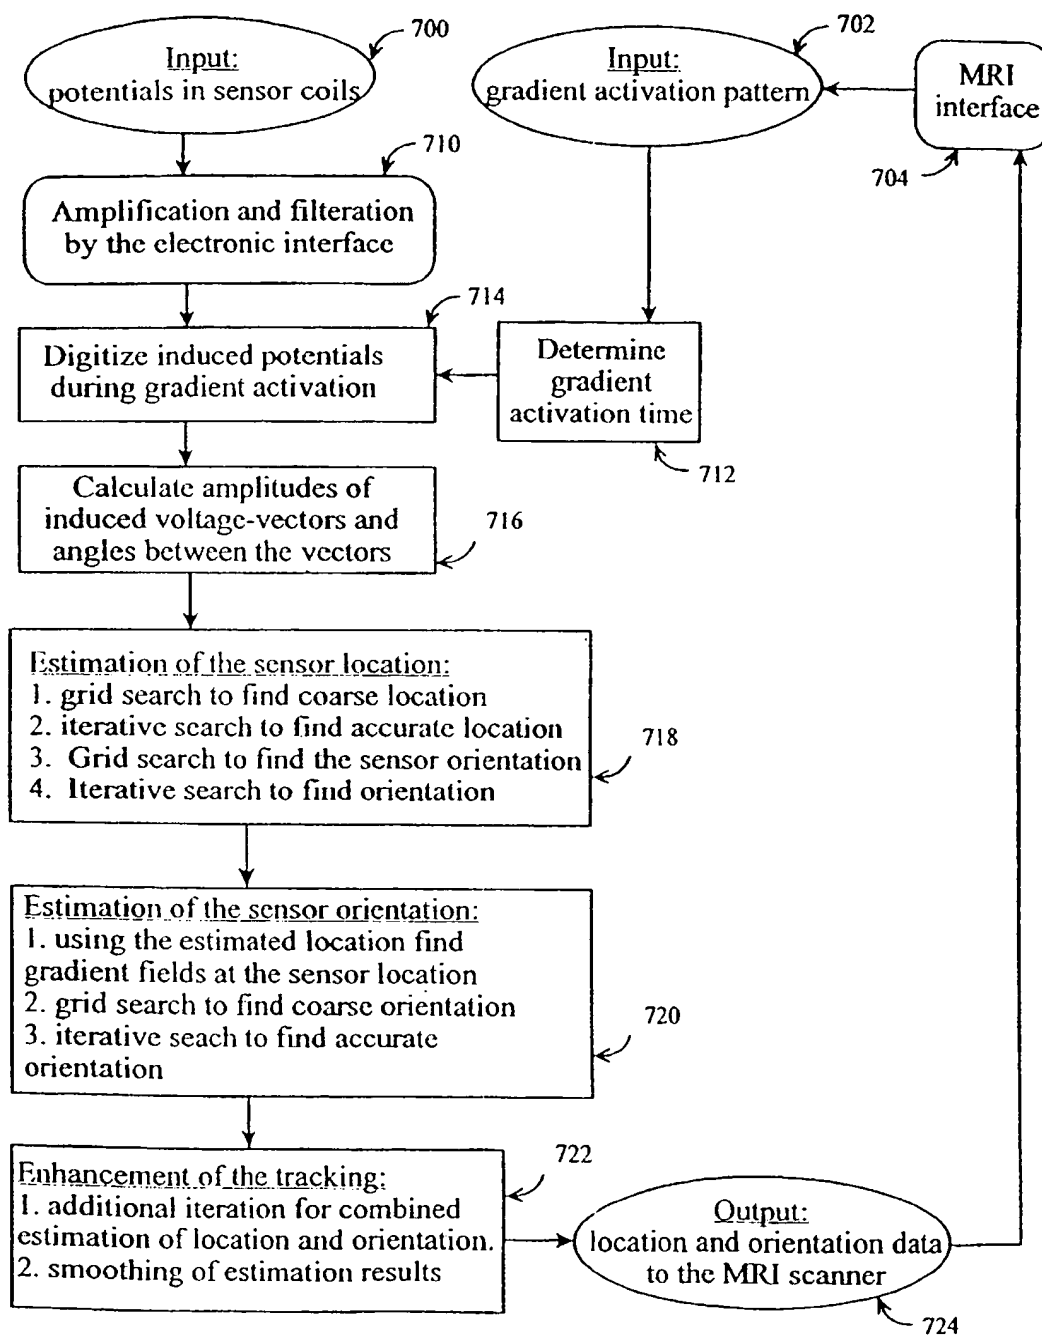 700
Input:
potentials in sensor coils
702
Input:
gradient activation pattern
MRI
interface
704
710
Amplification and filteration
by the electronic interface
714
Digitize induced potentials
during gradient activation
Determine
gradient
activation time
712
Calculate amplitudes of
induced voltage-vectors and
angles between the vectors
716
Estimation of the sensor location:
1. grid search to find coarse location
2. iterative search to find accurate location
3. Grid search to find the sensor orientation
4. Iterative search to find orientation
718
Estimation of the sensor orientation:
1. using the estimated location find
gradient fields at the sensor location
2. grid search to find coarse orientation
3. iterative seach to find accurate
orientation
720
Enhancement of the tracking:
1. additional iteration for combined
estimation of location and orientation.
2. smoothing of estimation results
722
Output:
location and orientation data
to the MRI scanner
724